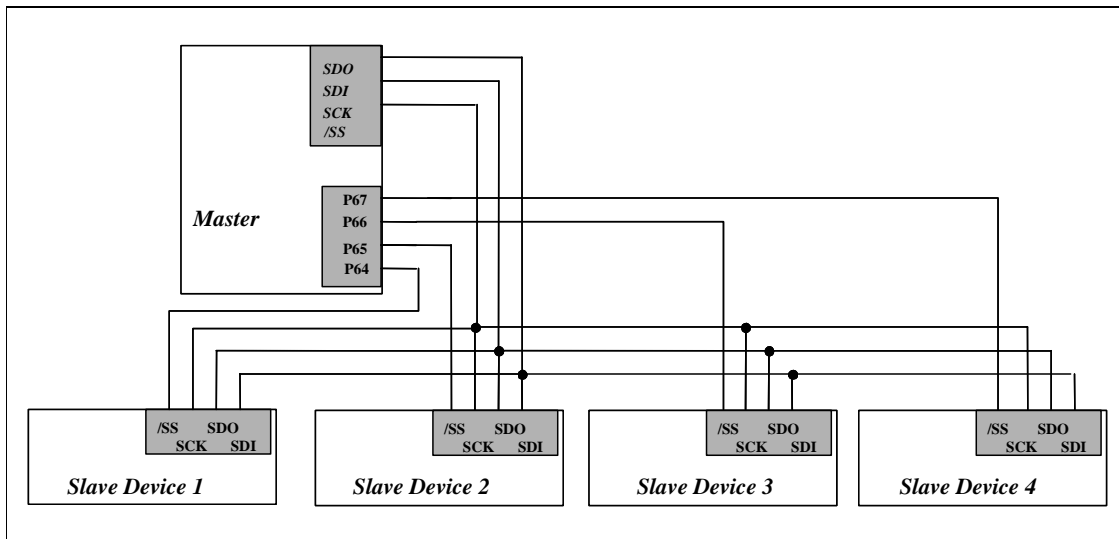 SDO
SDI
SCK
/SS
Master
P67
P66
P65
P64
/SS SDO
SCK SDI
Slave Device 1
/SS SDO
SCK SDI
Slave Device 2
/SS SDO
SCK SDI
Slave Device 3
/SS SDO
SCK SDI
Slave Device 4